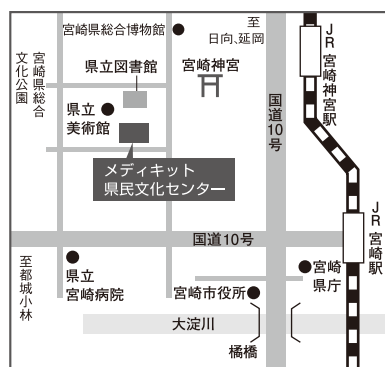 宮崎県総合博物館
至
日向、延岡
JR 宮崎神宮駅
宮崎県総合
文化公園
県立図書館
宮崎神宮
県立
美術館
国道10号
メディキット
県民文化センター
国道10号
JR 宮崎駅
至都城小林
県立
宮崎病院
宮崎市役所
宮崎
県庁
大淀川
橘橋